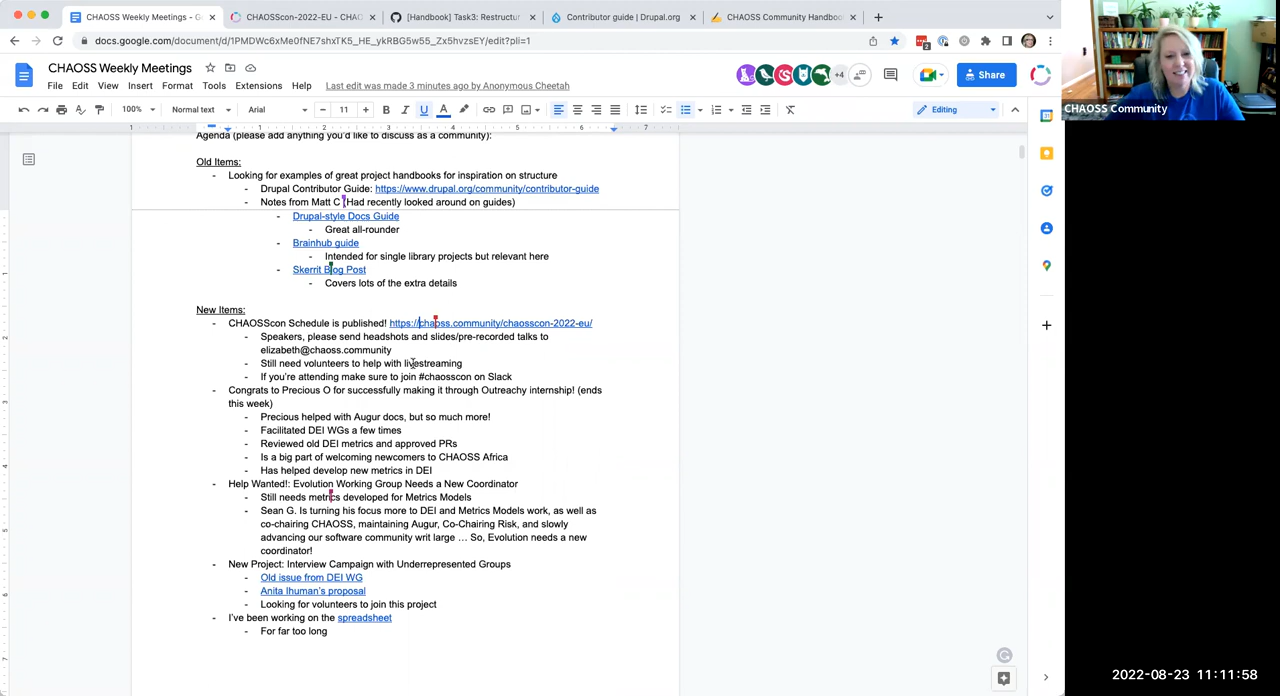 CHAOSS Weekly Meetings - Go
CHAOSScon-2022-EU - CHAO
[Handbook] Task3: Restructur
Contributor guide | Drupal.org
CHAOSS Community Handboo
docs.google.com/document/d/1PMDWc6xMe0fNE7shxTK5_HE_ykRBG5w55_Zx5hvzsEY/edit?pli=1
CHAOSS Weekly Meetings
File Edit View Insert Format Tools Extensions Help
Last edit was made 3 minutes ago by Anonymous Cheetah
+4
Share
100%
Normal text
Arial
11
Editing
CHAOSS Community
Agenda (please add anything you'd like to discuss as a community):
Old Items:
- Looking for examples of great project handbooks for inspiration on structure
- Drupal Contributor Guide: https://www.drupal.org/community/contributor-guide
- Notes from Matt C (Had recently looked around on guides)
- Drupal-style Docs Guide
- Great all-rounder
- Brainhub guide
- Intended for single library projects but relevant here
- Skerrit Blog Post
- Covers lots of the extra details
New Items:
- CHAOSScon Schedule is published! https://chaoss.community/chaosscon-2022-eu/
- Speakers, please send headshots and slides/pre-recorded talks to
elizabeth@chaoss.community
- Still need volunteers to help with livestreaming
- If you're attending make sure to join #chaosscon on Slack
- Congrats to Precious O for successfully making it through Outreachy internship! (ends
this week)
- Precious helped with Augur docs, but so much more!
- Facilitated DEI WGs a few times
- Reviewed old DEI metrics and approved PRs
- Is a big part of welcoming newcomers to CHAOSS Africa
- Has helped develop new metrics in DEI
- Help Wanted!: Evolution Working Group Needs a New Coordinator
- Still needs metrics developed for Metrics Models
- Sean G. Is turning his focus more to DEI and Metrics Models work, as well as
co-chairing CHAOSS, maintaining Augur, Co-Chairing Risk, and slowly
advancing our software community writ large … So, Evolution needs a new
coordinator!
- New Project: Interview Campaign with Underrepresented Groups
- Old issue from DEI WG
- Anita Ihuman's proposal
- Looking for volunteers to join this project
- I've been working on the spreadsheet
- For far too long
2022-08-23 11:11:58